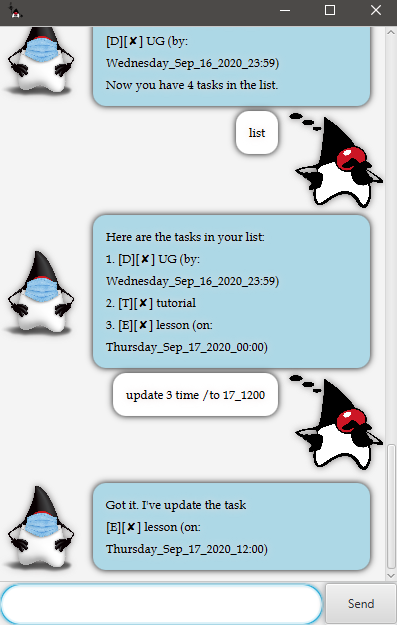 [D][✘] UG (by:
Wednesday_Sep_16_2020_23:59)
Now you have 4 tasks in the list.
list
Here are the tasks in your list:
1. [D][✘] UG (by:
Wednesday_Sep_16_2020_23:59)
2. [T][✘] tutorial
3. [E][✘] lesson (on:
Thursday_Sep_17_2020_00:00)
update 3 time /to 17_1200
Got it. I've update the task
[E][✘] lesson (on:
Thursday_Sep_17_2020_12:00)
Send